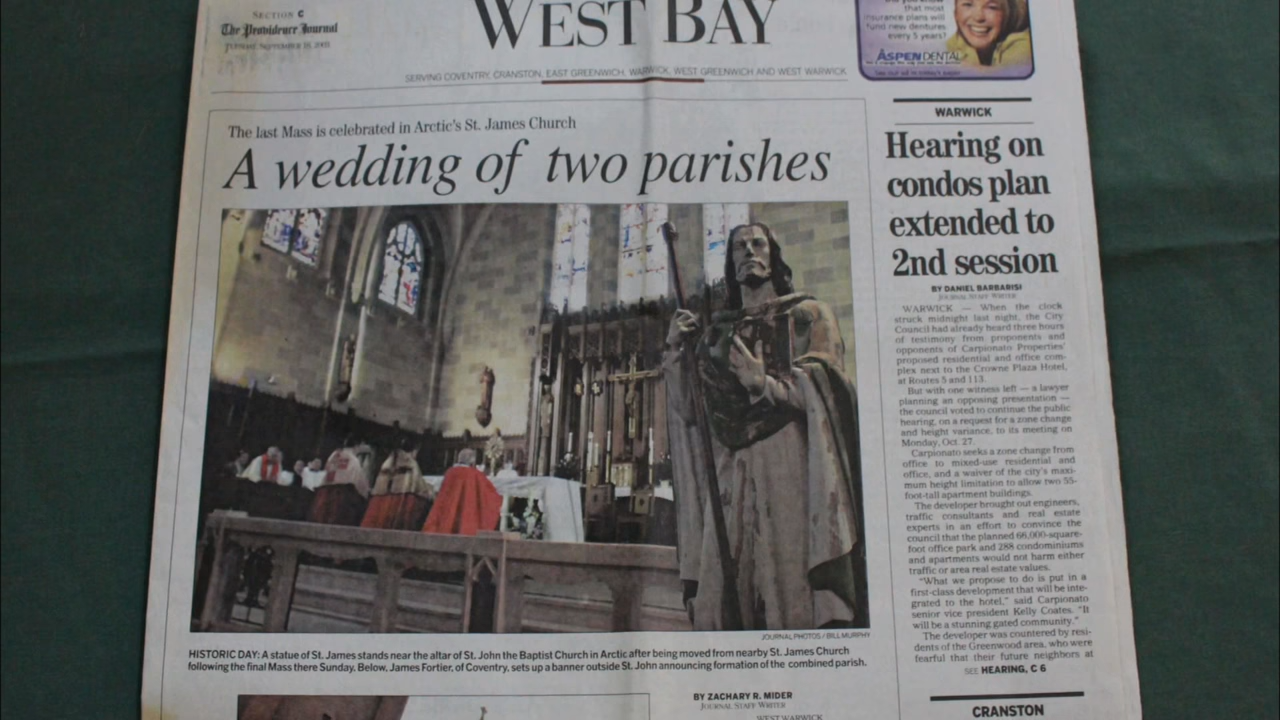 SECTION C
The Providence Journal
WEST BAY
that most
insurance plans will
fund new dentures
every 5 years?
ASPEN DENTAL
SERVING COVENTRY, CRANSTON, EAST GREENWICH, WARWICK, WEST GREENWICH AND WEST WARWICK
The last Mass is celebrated in Arctic's St. James Church
A wedding of two parishes
JOURNAL PHOTOS / BILL MURPHY
HISTORIC DAY: A statue of St. James stands near the altar of St. John the Baptist Church in Arctic after being moved from nearby St. James Church
following the final Mass there Sunday. Below, James Fortier, of Coventry, sets up a banner outside St. John announcing formation of the combined parish.
BY ZACHARY R. MIDER
JOURNAL STAFF WRITER
WEST WARWICK
WARWICK
Hearing on
condos plan
extended to
2nd session
BY DANIEL BARBARISI
JOURNAL STAFF WRITER
WARWICK — When the clock
struck midnight last night, the City
Council had already heard three hours
of testimony from proponents and
opponents of Carpionato Properties'
proposed residential and office com-
plex next to the Crowne Plaza Hotel,
at Routes 5 and 113.
But with one witness left — a lawyer
planning an opposing presentation —
the council voted to continue the public
hearing, on a request for a zone change
and height variance, to its meeting on
Monday, Oct. 27.
Carpionato seeks a zone change from
office to mixed-use residential and
office, and a waiver of the city's maxi-
mum height limitation to allow two 55-
foot-tall apartment buildings.
The developer brought out engineers,
traffic consultants and real estate
experts in an effort to convince the
council that the planned 66,000-square-
foot office park and 288 condominiums
and apartments would not harm either
traffic or area real estate values.
"What we propose to do is put in a
first-class development that will be inte-
grated to the hotel," said Carpionato
senior vice president Kelly Coates. "It
will be a stunning gated community."
The developer was countered by resi-
dents of the Greenwood area, who were
fearful that their future neighbors at
SEE HEARING, C 6
CRANSTON